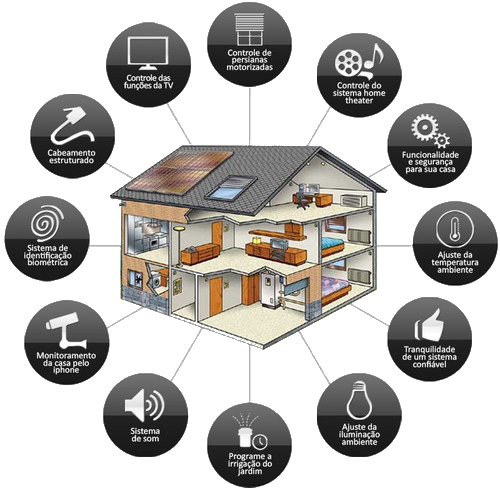 Controle de
persianas
motorizadas
Controle do
sistema home
theater
Funcionalidade
e segurança
para sua casa
Ajuste da
temperatura
ambiente
Tranquilidade
de um sistema
confiável
Ajuste da
iluminação
ambiente
Programe a
irrigação do
jardim
Sistema
de som
Monitoramento
da casa pelo
iphone
Sistema de
identificação
biométrica
Cabeamento
estruturado
Controle das
funções da TV